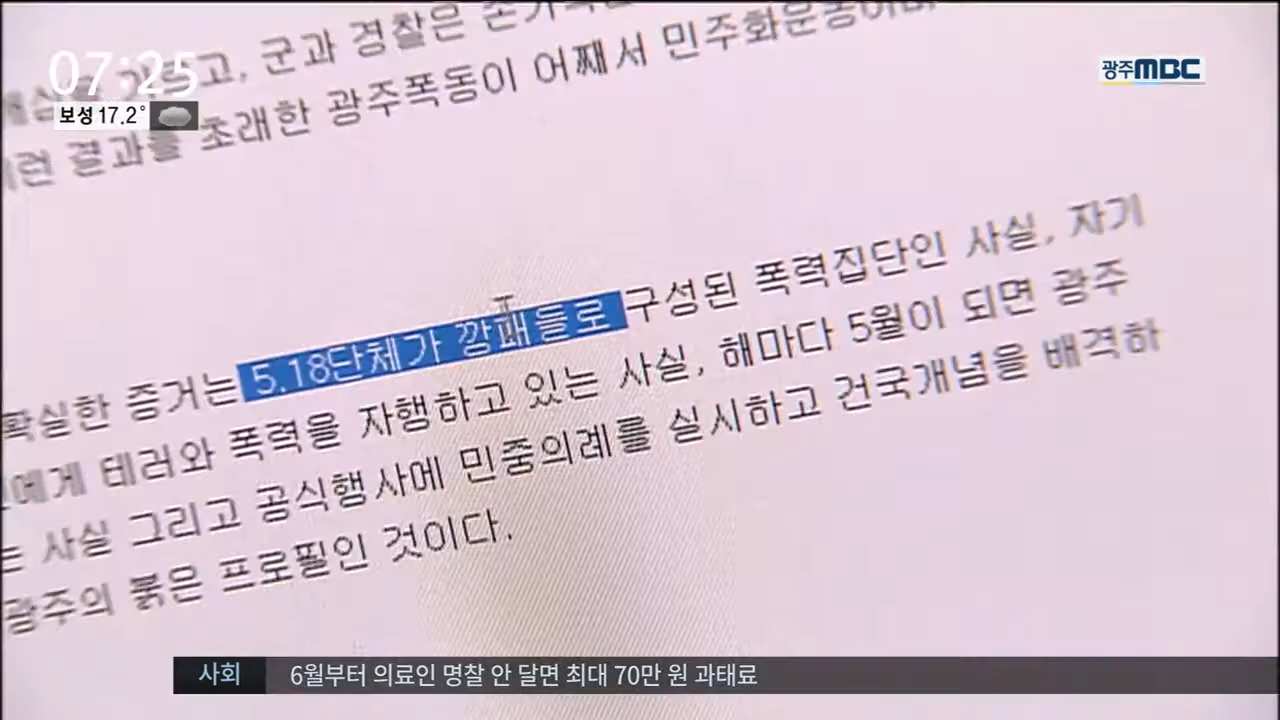 07:25
보성 17.2°
광주MBC
고, 군과 경찰은
런 결과를 초래한 광주폭동이 어째서 민주화운동이며
확실한 증거는 5.18단체가 깡패들로 구성된 폭력집단인 사실, 자기
에게 테러와 폭력을 자행하고 있는 사실, 해마다 5월이 되면 광주
는 사실 그리고 공식행사에 민중의례를 실시하고 건국개념을 배격하
광주의 붉은 프로필인 것이다.
사회 6월부터 의료인 명찰 안 달면 최대 70만 원 과태료